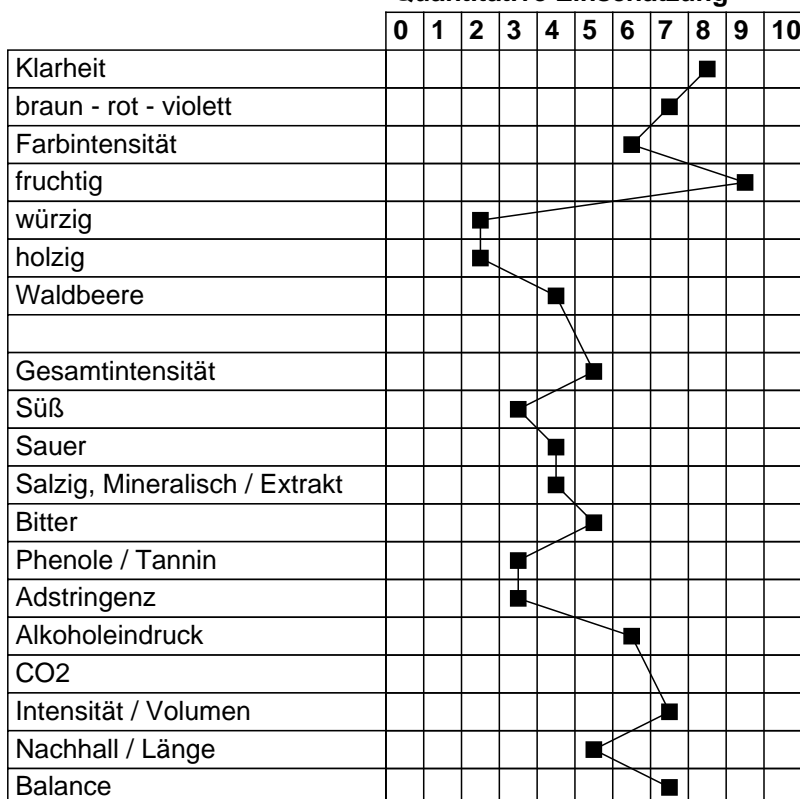 0 1 2 3 4 5 6 7 8 9 10
Klarheit
braun - rot - violett
Farbintensität
fruchtig
würzig
holzig
Waldbeere
Gesamtintensität
Süß
Sauer
Salzig, Mineralisch / Extrakt
Bitter
Phenole / Tannin
Adstringenz
Alkoholeindruck
CO2
Intensität / Volumen
Nachhall / Länge
Balance